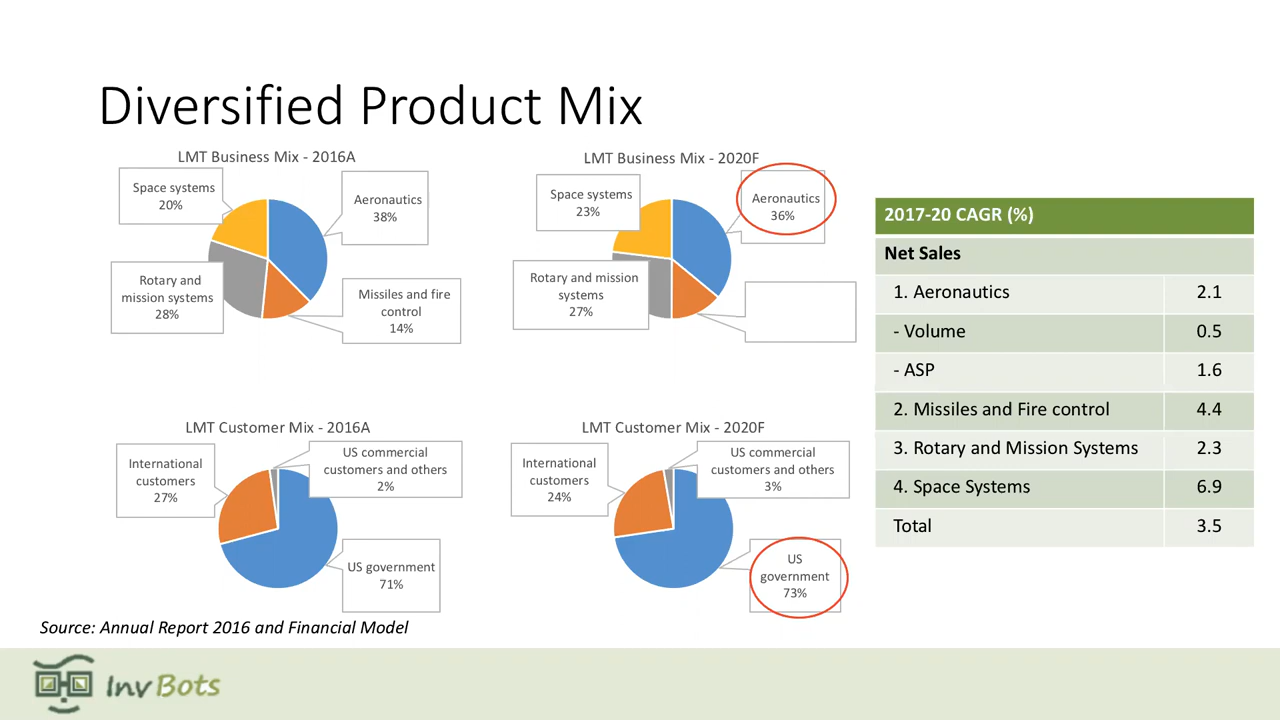 Diversified Product Mix
LMT Business Mix - 2016A
Space systems
20%
Aeronautics
38%
Rotary and
mission systems
28%
Missiles and fire
control
14%
LMT Business Mix - 2020F
Space systems
23%
Aeronautics
36%
Rotary and mission
systems
27%
LMT Customer Mix - 2016A
International
customers
27%
US commercial
customers and others
2%
US government
71%
LMT Customer Mix - 2020F
International
customers
24%
US commercial
customers and others
3%
US
government
73%
2017-20 CAGR (%)
Net Sales
1. Aeronautics 2.1
- Volume 0.5
- ASP 1.6
2. Missiles and Fire control 4.4
3. Rotary and Mission Systems 2.3
4. Space Systems 6.9
Total 3.5
Source: Annual Report 2016 and Financial Model
InvBots